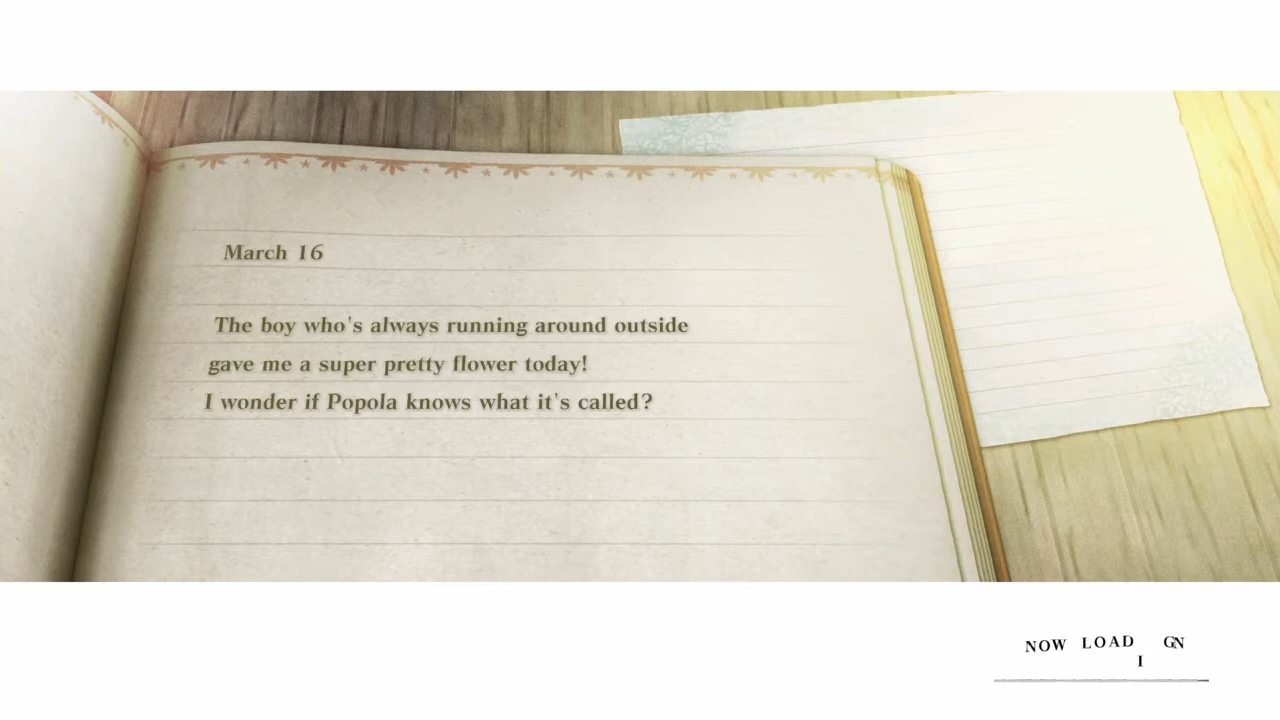 March 16
The boy who's always running around outside
gave me a super pretty flower today!
I wonder if Popola knows what it's called?
NOW LOAD I GN